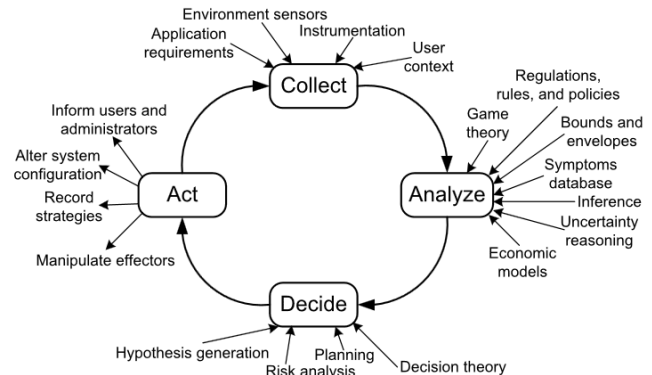 Environment sensors
Application
requirements
Instrumentation
User
context
Collect
Regulations,
rules, and policies
Game
theory
Bounds and
envelopes
Symptoms
database
Inference
Uncertainty
reasoning
Economic
models
Analyze
Inform users and
administrators
Alter system
configuration
Record
strategies
Manipulate effectors
Act
Decide
Hypothesis generation
Risk analysis
Planning
Decision theory